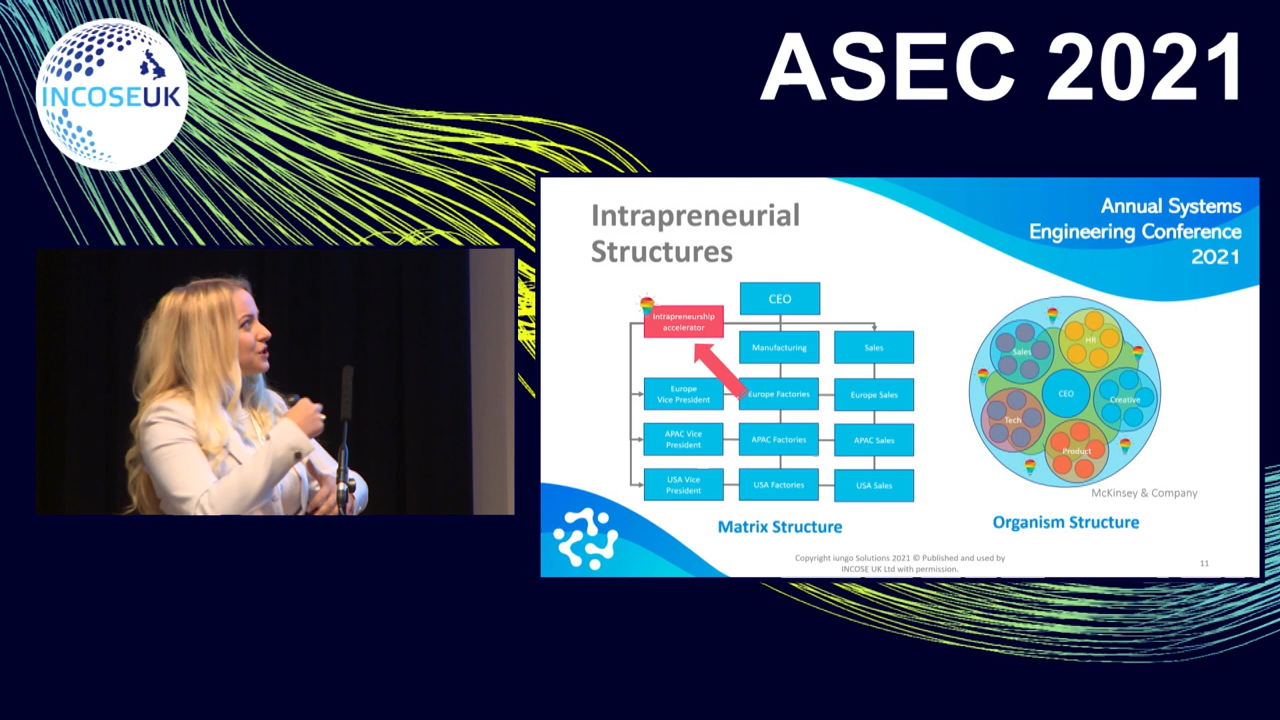 INCOSEUK
ASEC 2021
Intrapreneurial
Structures
Annual Systems
Engineering Conference
2021
CEO
Intrapreneurship
accelerator
Manufacturing
Sales
Europe
Vice President
Europe Factories
Europe Sales
APAC Vice
President
APAC Factories
APAC Sales
USA Vice
President
USA Factories
USA Sales
Matrix Structure
Sales
HR
CEO
Creative
Tech
Product
McKinsey & Company
Organism Structure
Copyright iungo Solutions 2021 © Published and used by
INCOSE UK Ltd with permission.
11